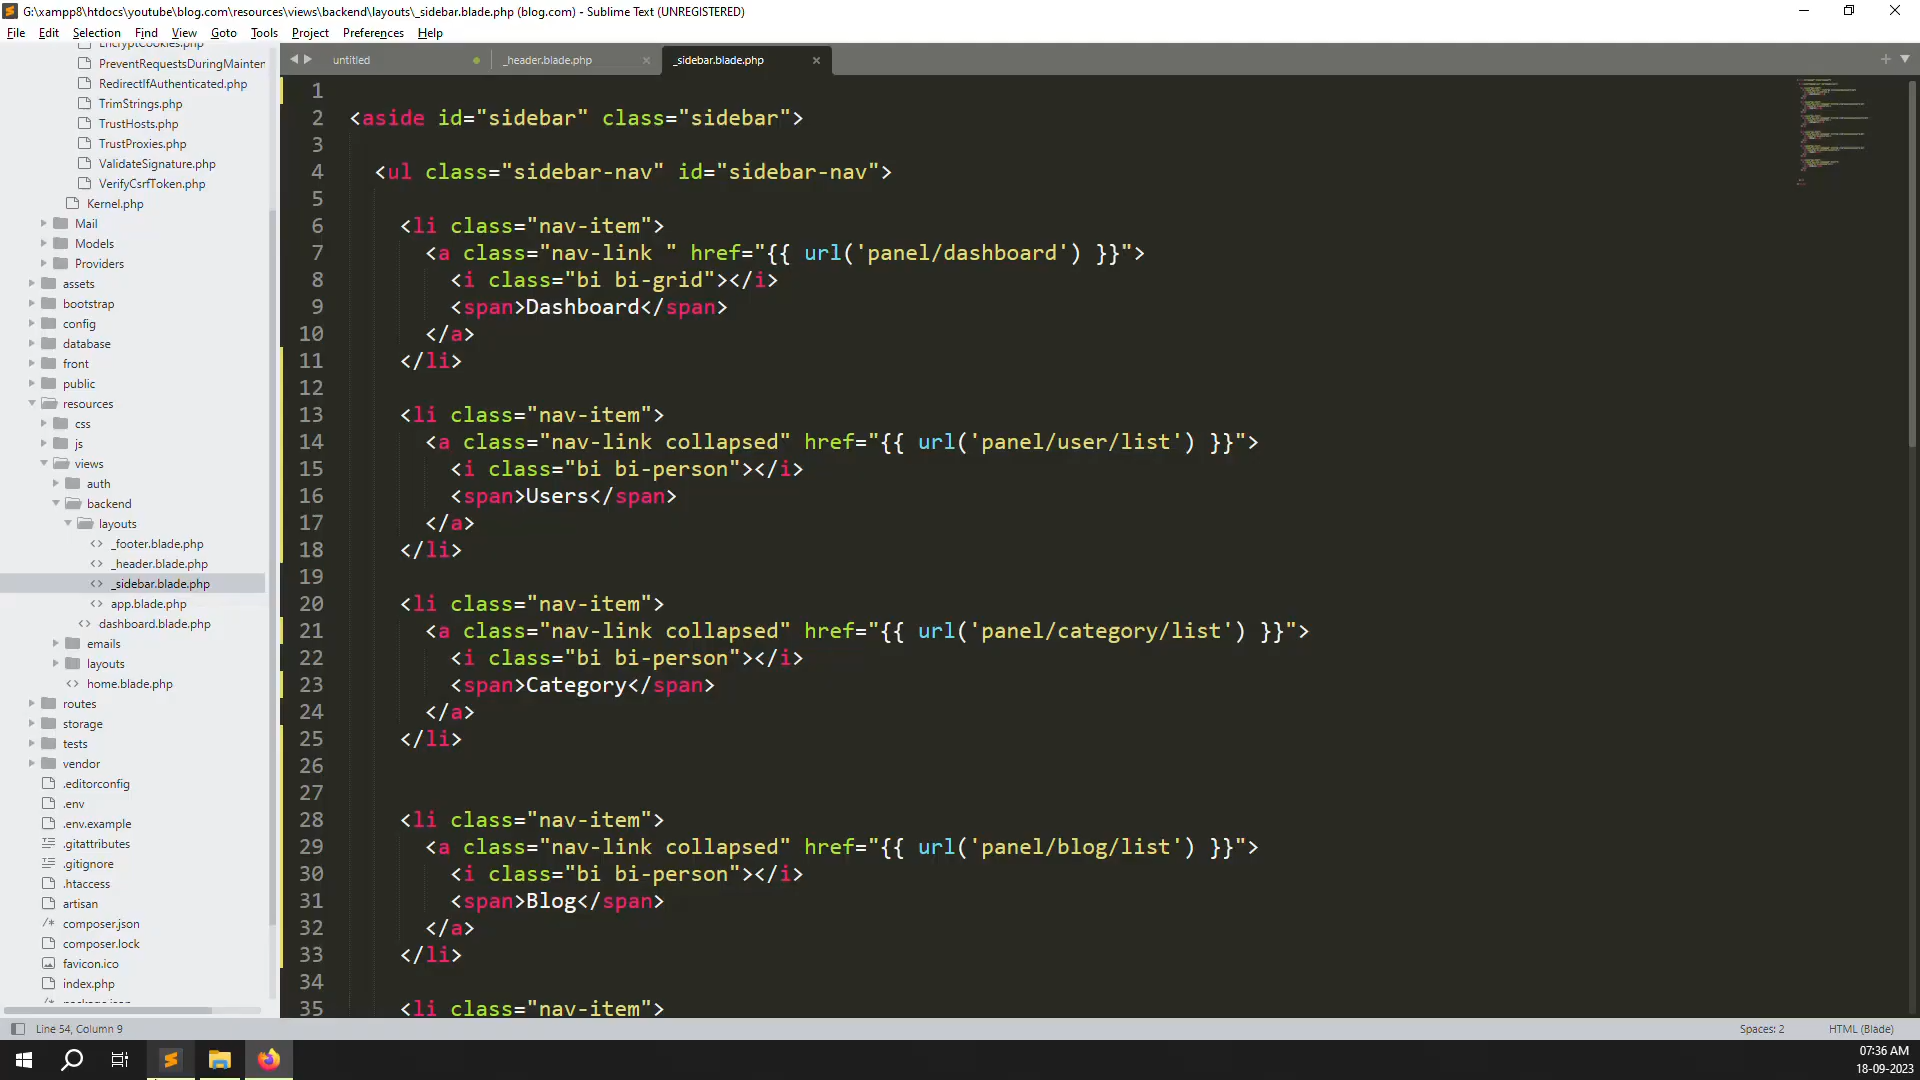 G:\xampp8\htdocs\youtube\blog.com\resources\views\backend\layouts\_sidebar.blade.php (blog.com) - Sublime Text (UNREGISTERED)
File Edit Selection Find View Goto Tools Project Preferences Help
EncryptCookies.php
PreventRequestsDuringMainten
RedirectIfAuthenticated.php
TrimStrings.php
TrustHosts.php
TrustProxies.php
ValidateSignature.php
VerifyCsrfToken.php
Kernel.php
Mail
Models
Providers
assets
bootstrap
config
database
front
public
resources
css
js
views
auth
backend
layouts
_footer.blade.php
_header.blade.php
_sidebar.blade.php
app.blade.php
dashboard.blade.php
emails
layouts
home.blade.php
routes
storage
tests
vendor
.editorconfig
.env
.env.example
.gitattributes
.gitignore
.htaccess
artisan
composer.json
composer.lock
favicon.ico
index.php
untitled _header.blade.php _sidebar.blade.php
1
2 <aside id="sidebar" class="sidebar">
3
4 <ul class="sidebar-nav" id="sidebar-nav">
5
6 <li class="nav-item">
7 <a class="nav-link " href="{{ url('panel/dashboard') }}">
8 <i class="bi bi-grid"></i>
9 <span>Dashboard</span>
10 </a>
11 </li>
12
13 <li class="nav-item">
14 <a class="nav-link collapsed" href="{{ url('panel/user/list') }}">
15 <i class="bi bi-person"></i>
16 <span>Users</span>
17 </a>
18 </li>
19
20 <li class="nav-item">
21 <a class="nav-link collapsed" href="{{ url('panel/category/list') }}">
22 <i class="bi bi-person"></i>
23 <span>Category</span>
24 </a>
25 </li>
26
27
28 <li class="nav-item">
29 <a class="nav-link collapsed" href="{{ url('panel/blog/list') }}">
30 <i class="bi bi-person"></i>
31 <span>Blog</span>
32 </a>
33 </li>
34
35 <li class="nav-item">
Line 54, Column 9
Spaces: 2
HTML (Blade)
07:36 AM
18-09-2023